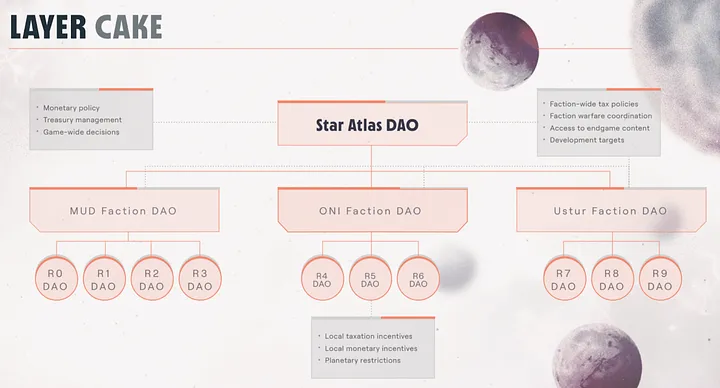 LAYER CAKE
Monetary policy
Treasury management
Game-wide decisions
Star Atlas DAO
Faction-wide tax policies
Faction warfare coordination
Access to endgame content
Development targets
MUD Faction DAO
ONI Faction DAO
Ustur Faction DAO
R0
DAO
R1
DAO
R2
DAO
R3
DAO
R4
DAO
R5
DAO
R6
DAO
R7
DAO
R8
DAO
R9
DAO
Local taxation incentives
Local monetary incentives
Planetary restrictions